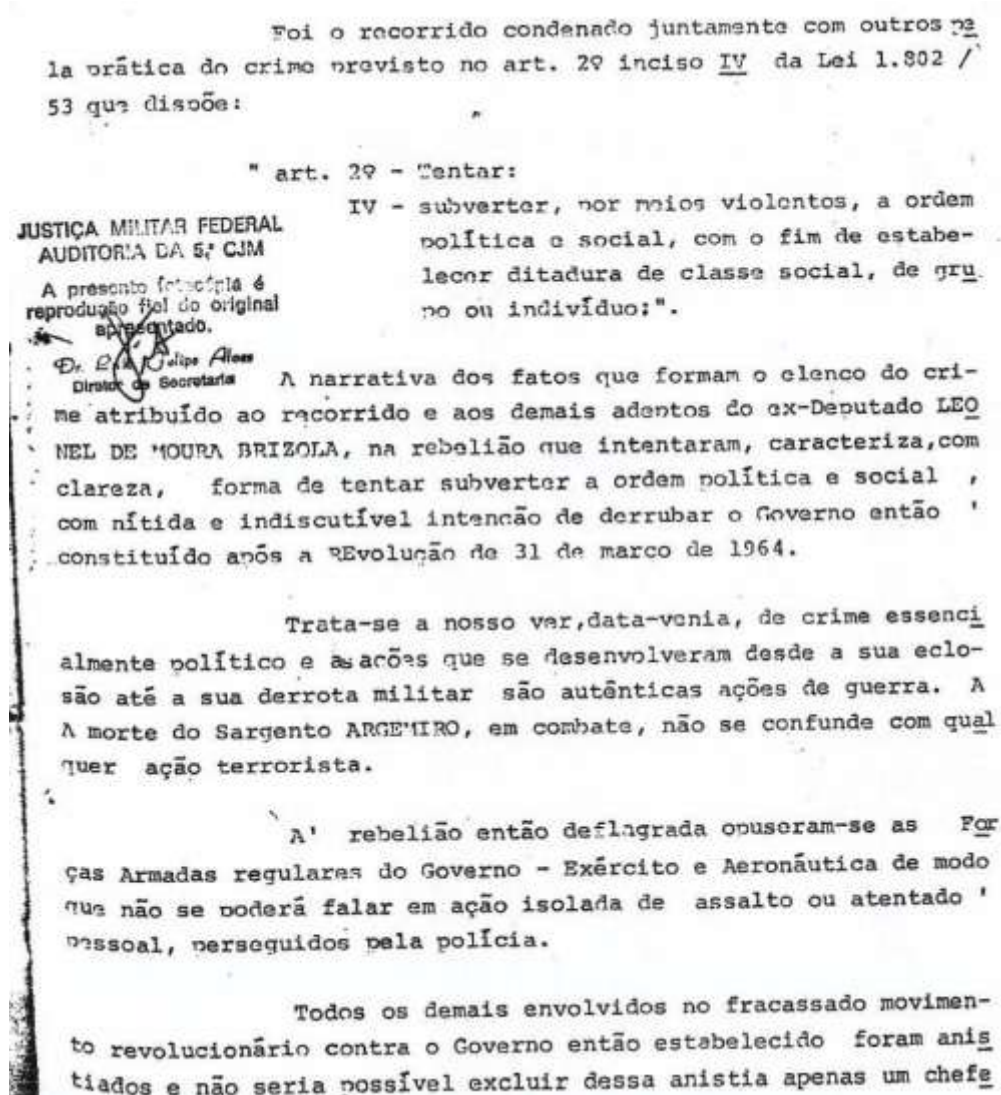 Foi o recorrido condenado juntamente com outros pe
la prática do crime previsto no art. 2º inciso IV da Lei 1.802 /
53 que dispõe:
" art. 2º - Tentar:
IV - subverter, por meios violentos, a ordem
política e social, com o fim de estabe-
lecer ditadura de classe social, de gru
po ou indivíduo;".
JUSTIÇA MILITAR FEDERAL
AUDITORIA DA 5.ª CJM
A presente fotocópia é
reprodução fiel do original
apresentado.
Dr. Felipe Alves
Diretor de Secretaria
A narrativa dos fatos que formam o elenco do cri-
me atribuído ao recorrido e aos demais adeptos do ex-Deputado LEO
NEL DE MOURA BRIZOLA, na rebelião que intentaram, caracteriza,com
clareza, forma de tentar subverter a ordem política e social ,
com nítida e indiscutível intenção de derrubar o Governo então '
constituído após a REvolução de 31 de março de 1964.
Trata-se a nosso ver,data-venia, de crime essenci
almente político e as acões que se desenvolveram desde a sua eclo-
são até a sua derrota militar são autênticas ações de guerra. A
A morte do Sargento ARGEMIRO, em combate, não se confunde com qual
quer ação terrorista.
A' rebelião então deflagrada opuseram-se as For
ças Armadas regulares do Governo - Exército e Aeronáutica de modo
que não se poderá falar em ação isolada de assalto ou atentado '
pessoal, perseguidos pela polícia.
Todos os demais envolvidos no fracassado movimen-
to revolucionário contra o Governo então estabelecido foram anis
tiados e não seria possível excluir dessa anistia apenas um chefe